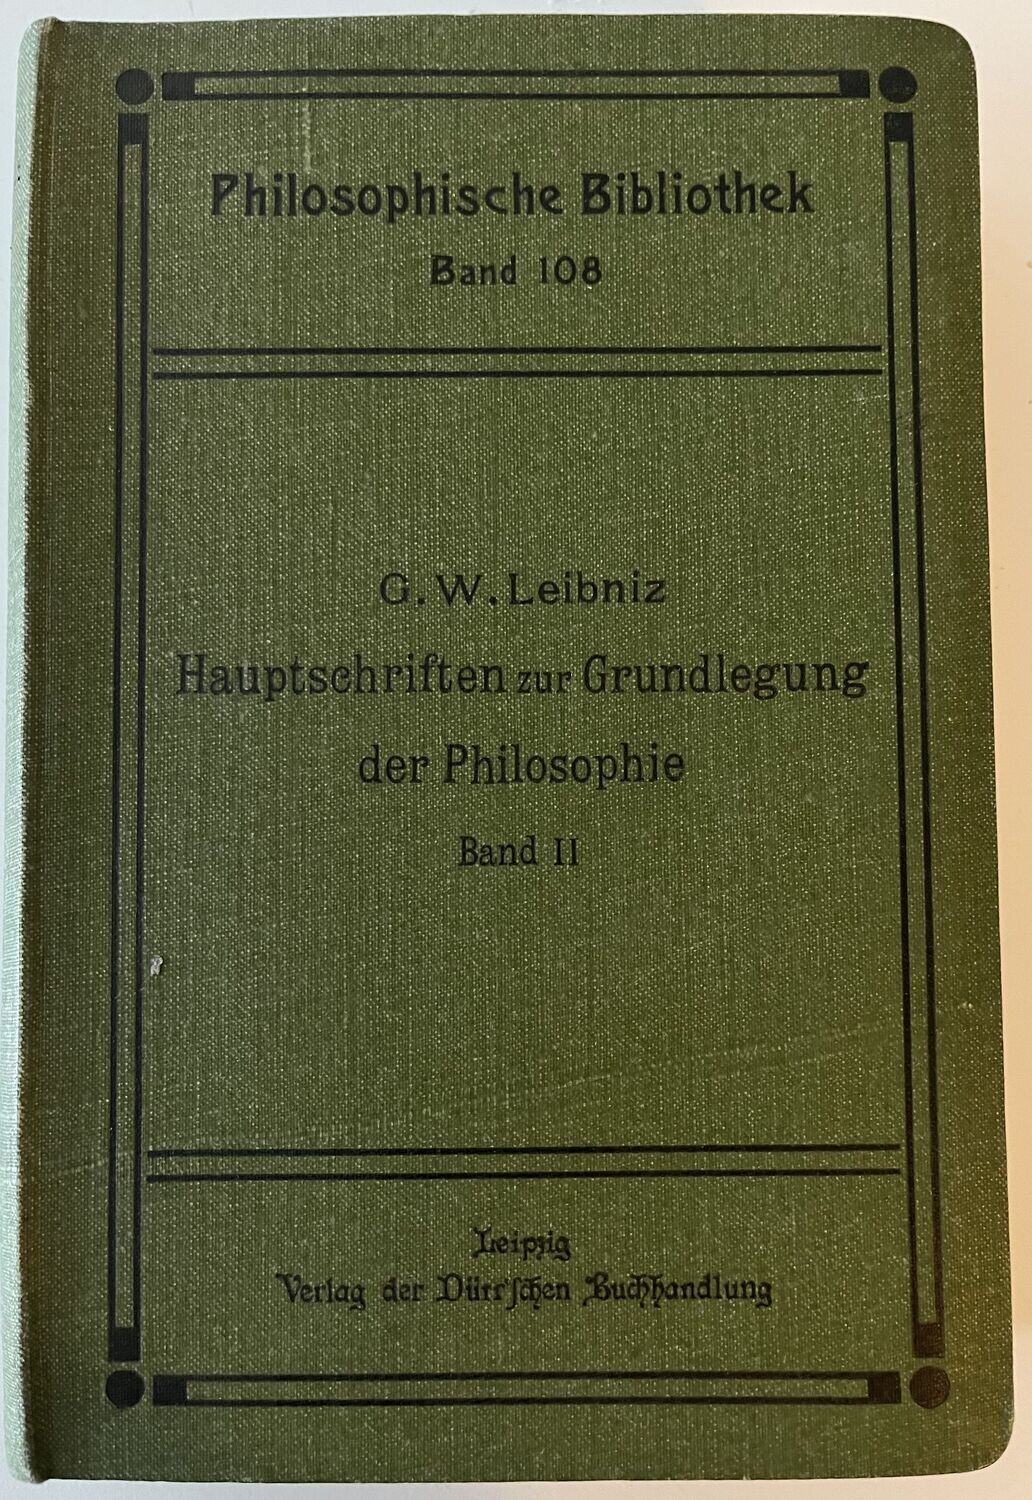 Philosophische Bibliothek
Band 108
G. W. Leibniz
Hauptschriften zur Grundlegung
der Philosophie
Band II
Leipzig
Verlag der Dürr'schen Buchhandlung